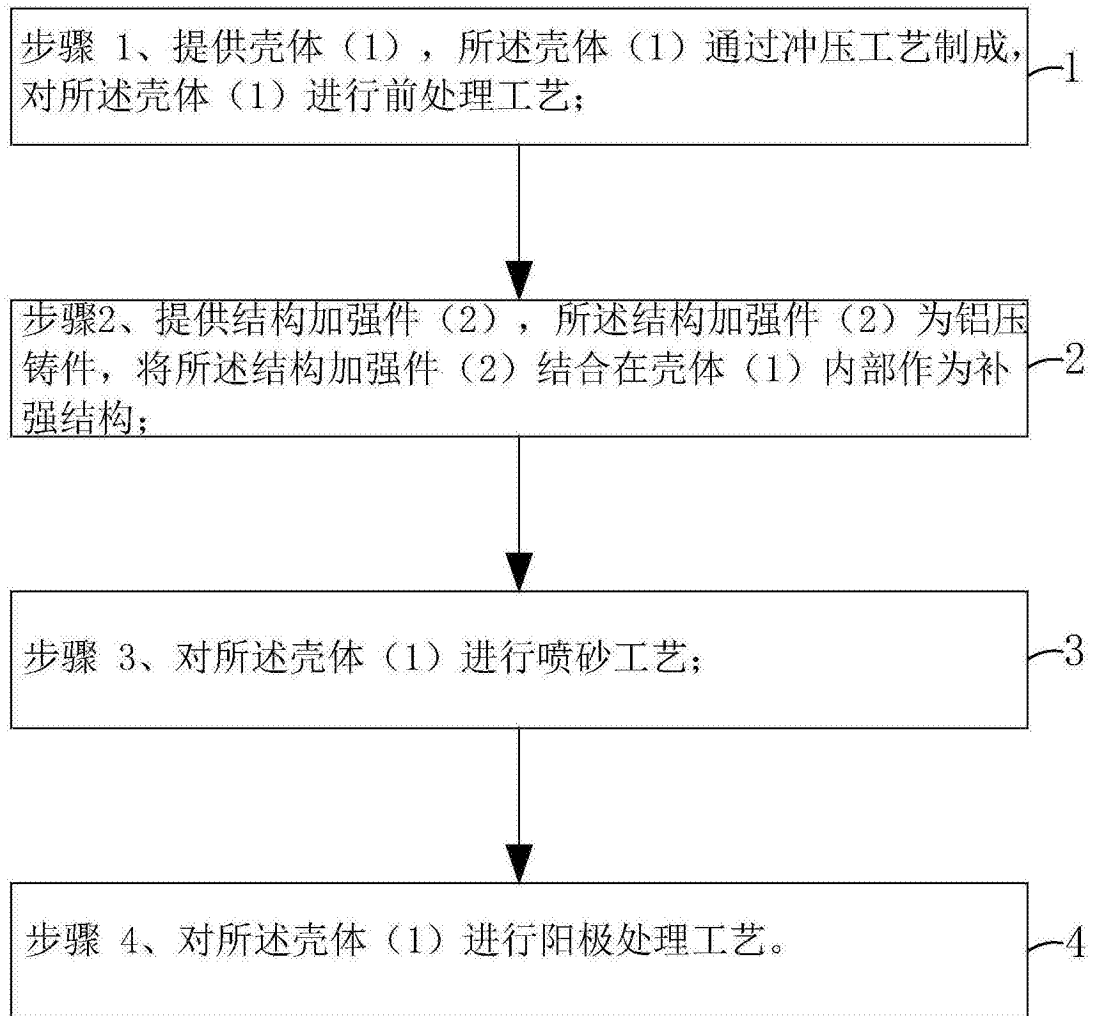 步骤 1、提供壳体（1），所述壳体（1）通过冲压工艺制成，
对所述壳体（1）进行前处理工艺；
1
步骤2、提供结构加强件（2），所述结构加强件（2）为铝压
铸件，将所述结构加强件（2）结合在壳体（1）内部作为补
强结构；
2
步骤 3、对所述壳体（1）进行喷砂工艺；
3
步骤 4、对所述壳体（1）进行阳极处理工艺。
4